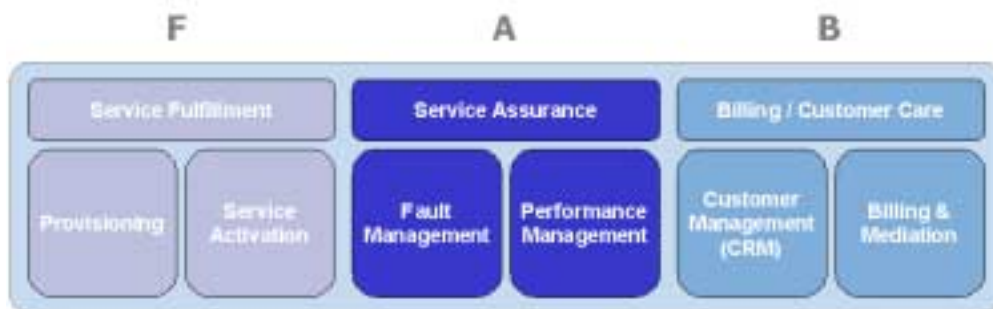 F
A
B
Service Fulfillment
Service Assurance
Billing / Customer Care
Provisioning
Service
Activation
Fault
Management
Performance
Management
Customer
Management
(CRM)
Billing &
Mediation